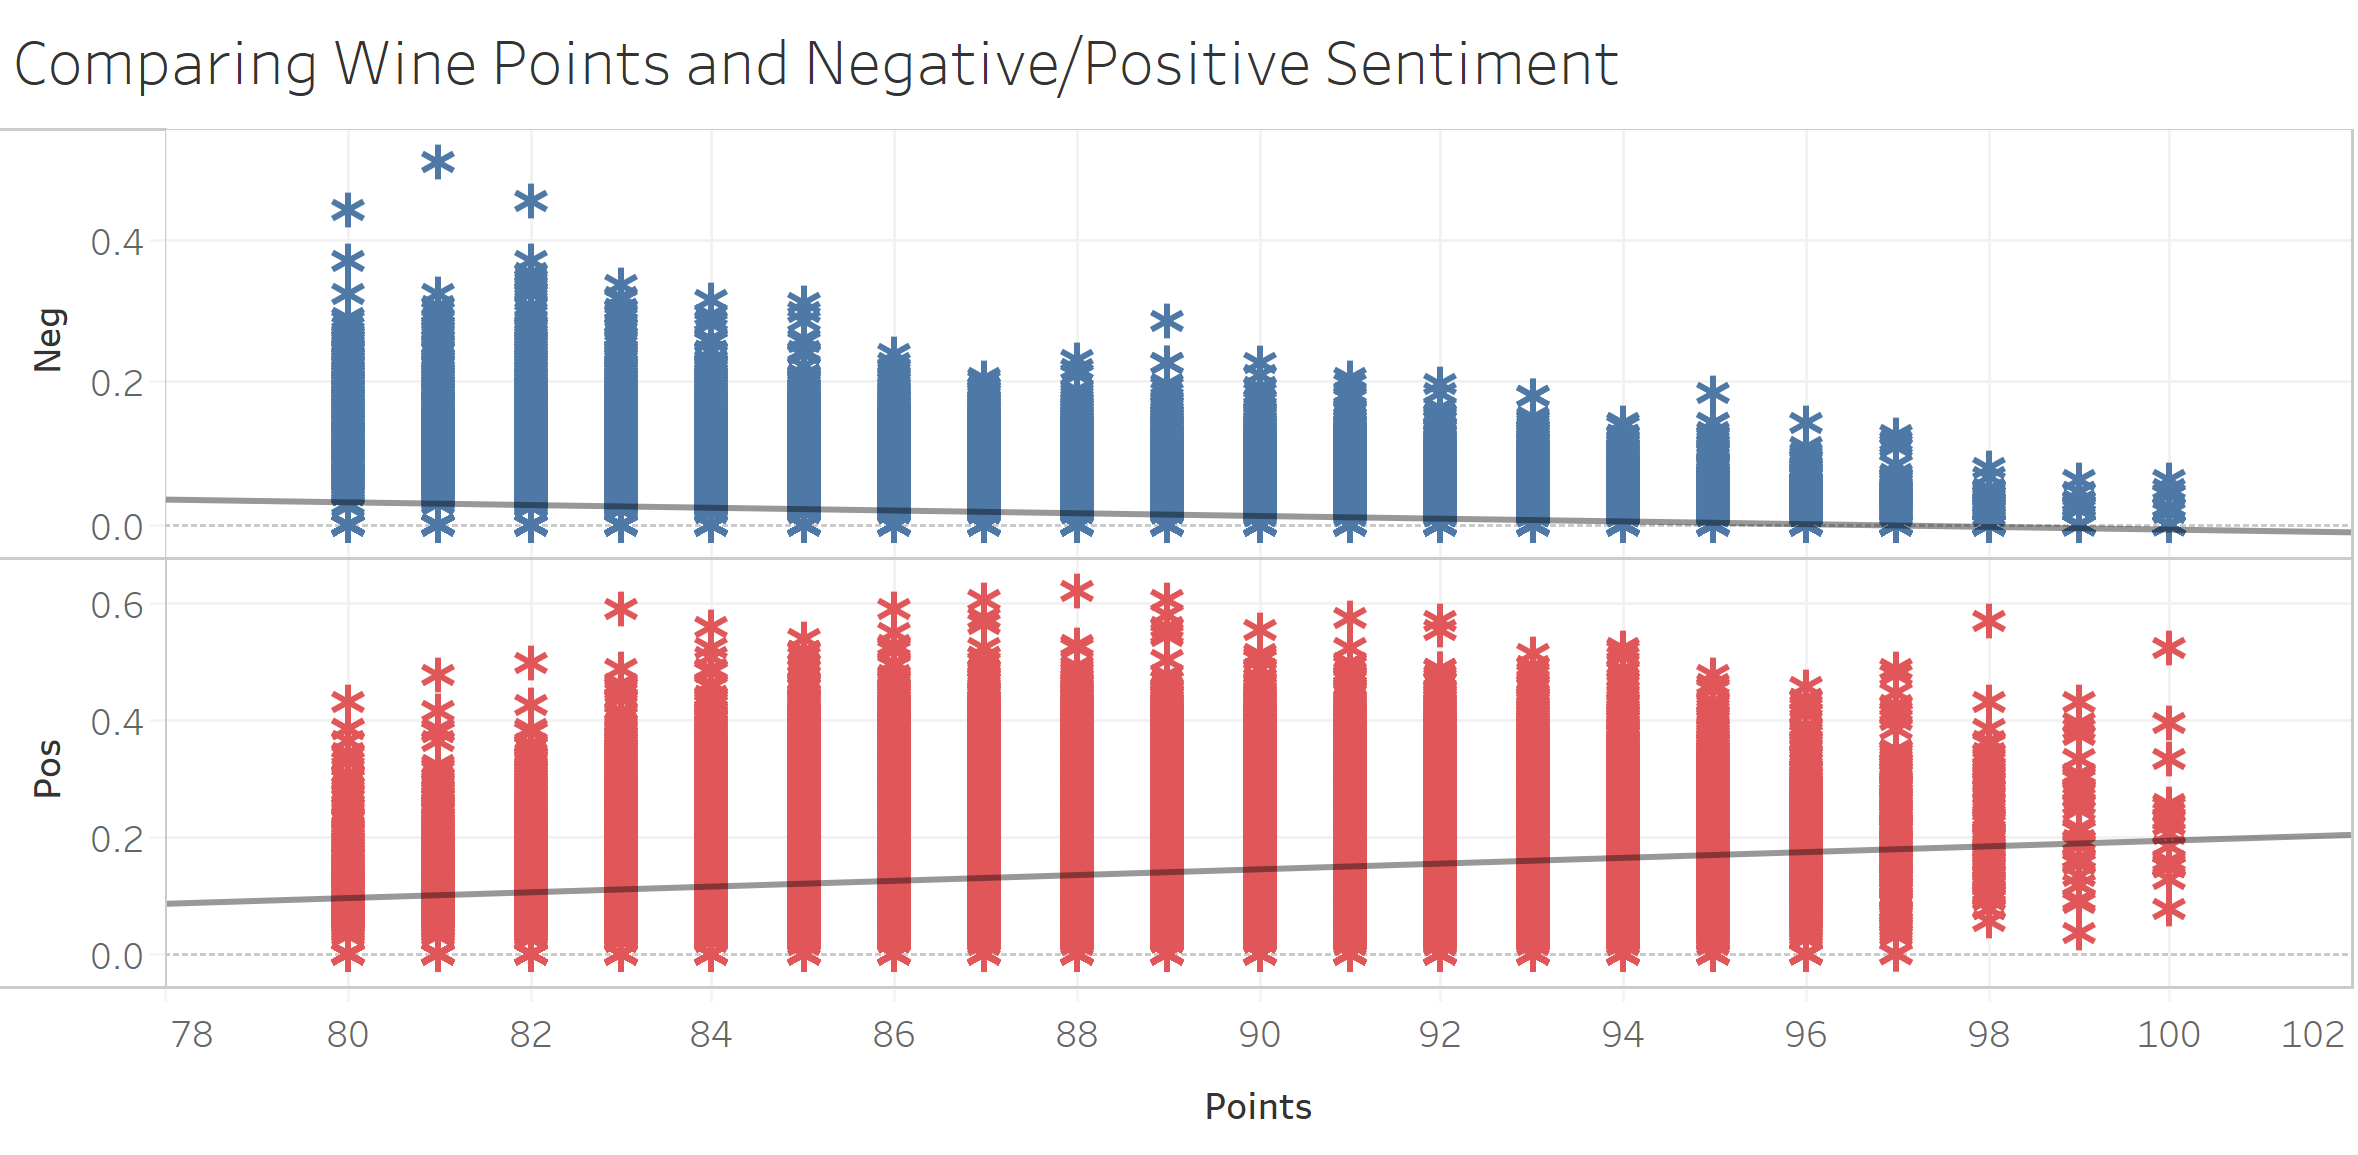 Comparing Wine Points and Negative/Positive Sentiment
Neg
0.4
0.2
0.0
Pos
0.6
0.4
0.2
0.0
78 80 82 84 86 88 90 92 94 96 98 100 102
Points